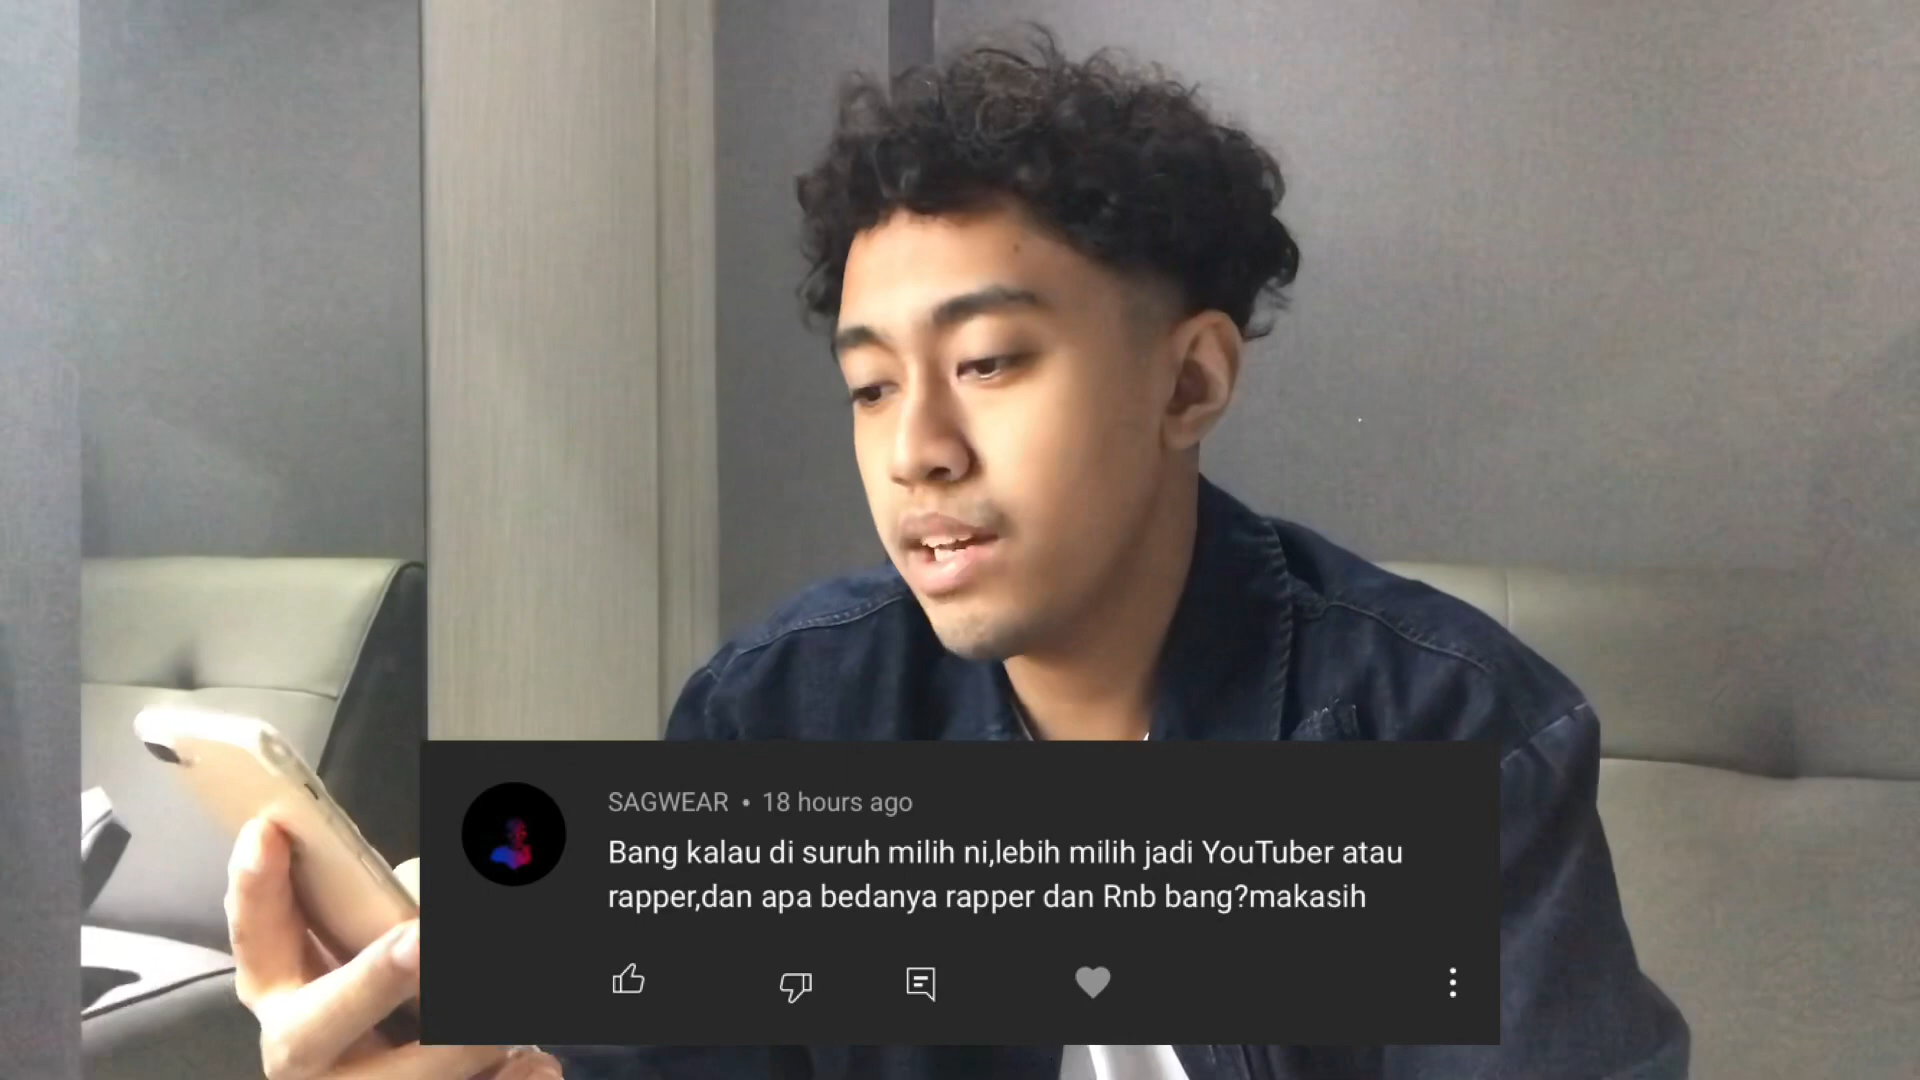 SAGWEAR • 18 hours ago
Bang kalau di suruh milih ni,lebih milih jadi YouTuber atau
rapper,dan apa bedanya rapper dan Rnb bang?makasih